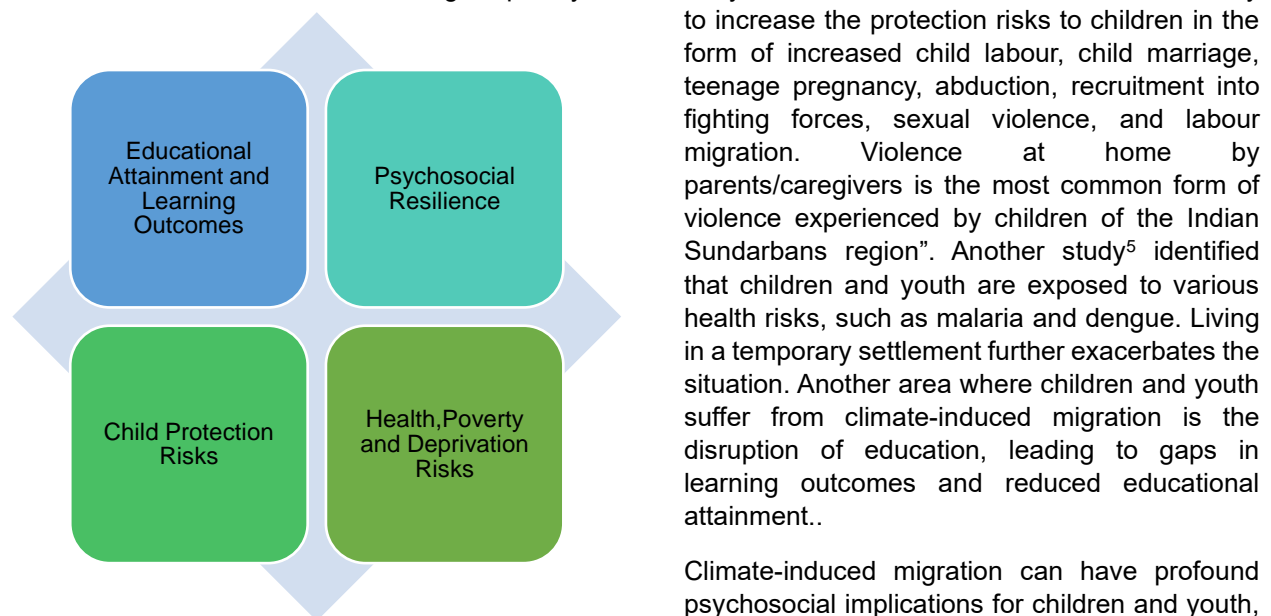 Educational
Attainment and
Learning
Outcomes
Psychosocial
Resilience
Child Protection
Risks
Health,Poverty
and Deprivation
Risks
to increase the protection risks to children in the
form of increased child labour, child marriage,
teenage pregnancy, abduction, recruitment into
fighting forces, sexual violence, and labour
migration. Violence at home by
parents/caregivers is the most common form of
violence experienced by children of the Indian
Sundarbans region”. Another study⁵ identified
that children and youth are exposed to various
health risks, such as malaria and dengue. Living
in a temporary settlement further exacerbates the
situation. Another area where children and youth
suffer from climate-induced migration is the
disruption of education, leading to gaps in
learning outcomes and reduced educational
attainment..
Climate-induced migration can have profound
psychosocial implications for children and youth,